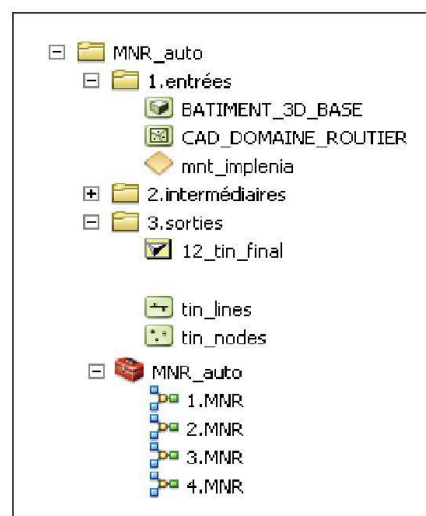 MNR_auto
1.entrées
BATIMENT_3D_BASE
CAD_DOMAINE_ROUTIER
mnt_implenia
2.intermédiaires
3.sorties
12_tin_final
tin_lines
tin_nodes
MNR_auto
1.MNR
2.MNR
3.MNR
4.MNR